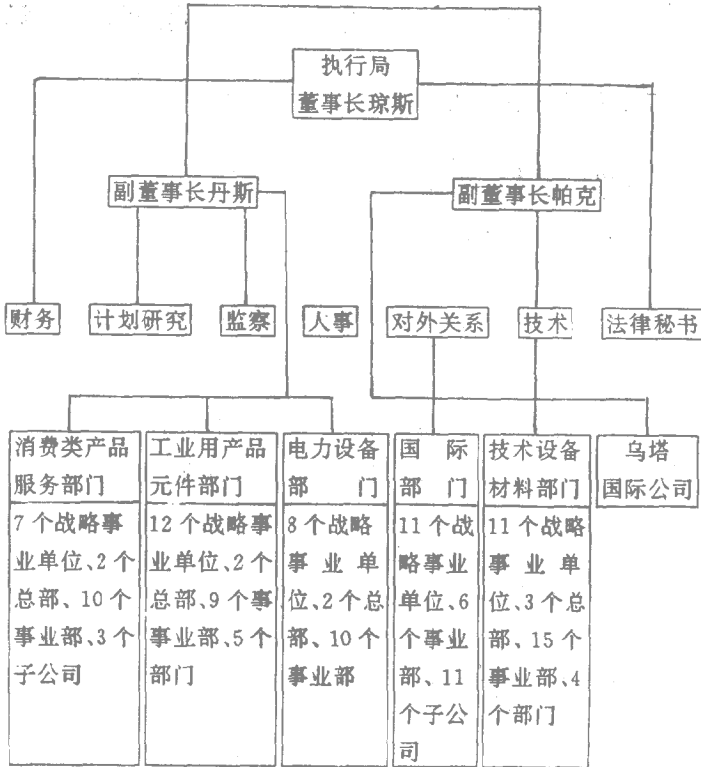 执行局
董事长琼斯
副董事长丹斯
副董事长帕克
财务
计划研究
监察
人事
对外关系
技术
法律秘书
消费类产品
服务部门
7个战略事
业单位、2个
总部、10个
事业部、3个
子公司
工业用产品
元件部门
12个战略事
业单位、2个
总部、9个事
事业部、5个
部门
电力设备
部门
8个战略
事业单
位、2个总
部、10个
事业部
国际
部门
11个战
略事业
单位、6
个事业
部、11
个子公
司
技术设备
材料部门
11个战略
事业单
位、3个总
部、15个
事业部、4
个部门
乌塔
国际公司